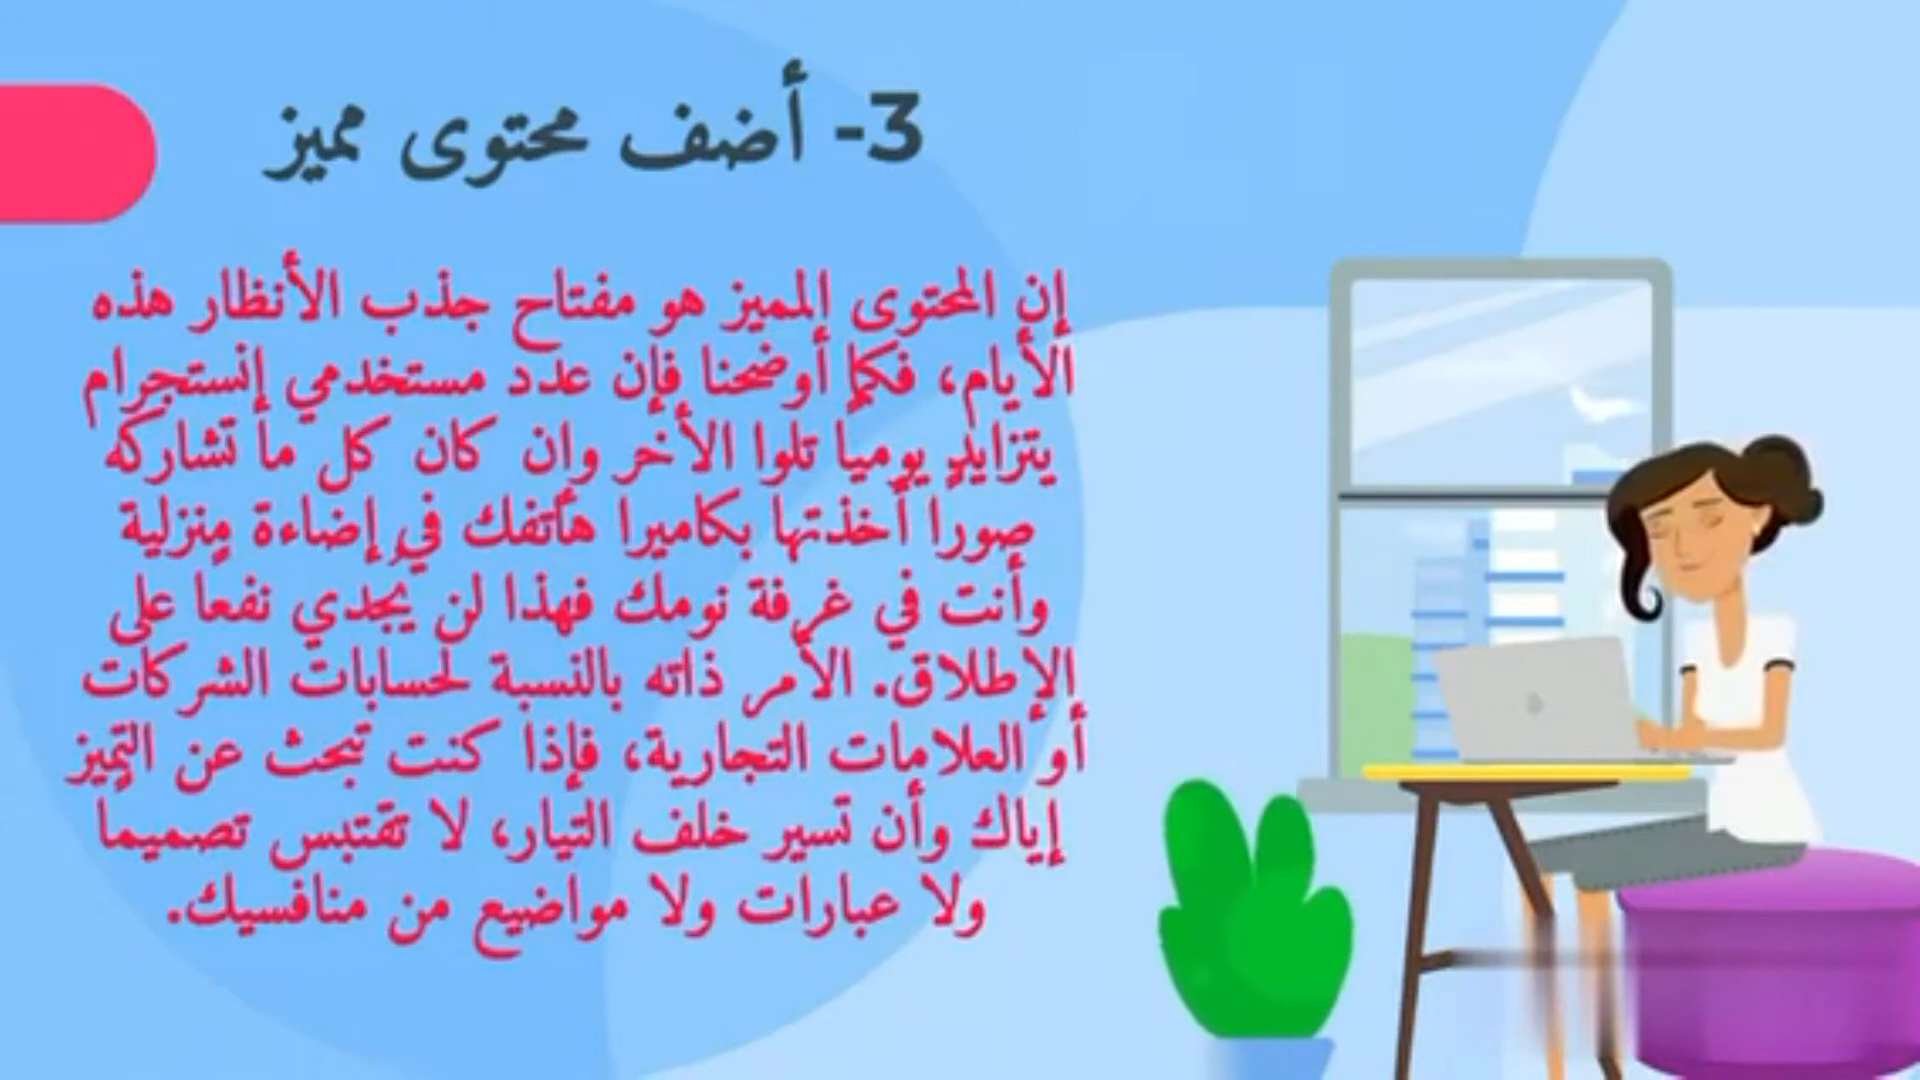 3- أضف محتوى مميز
إن المحتوى المميز هو مفتاح جذب الأنظار هذه
الأيام، فكما أوضحنا فإن عدد مستخدمي إنستجرام
يتزايد يومياً تلوا الأخر وإن كان كل ما تشاركه
صوراً أخذتها بكاميرا هاتفك في إضاءة منزلية
وأنت في غرفة نومك فهذا لن يُجدي نفعاً على
الإطلاق. الأمر ذاته بالنسبة لحسابات الشركات
أو العلامات التجارية، فإذا كنت تبحث عن التميز
إياك وأن تسير خلف التيار، لا تقتبس تصميماً
ولا عبارات ولا مواضيع من منافسيك.